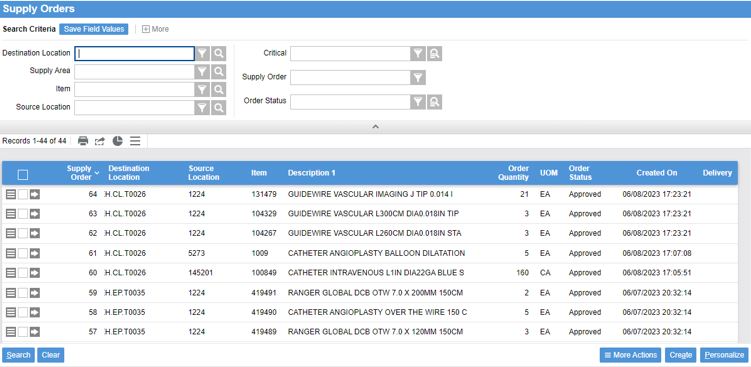 Supply Orders
Search Criteria Save Field Values More
Destination Location Critical
Supply Area Supply Order
Item Order Status
Source Location
Records 1-44 of 44
Supply Order Destination Location Source Location Item Description 1 Order Quantity UOM Order Status Created On Delivery
64 H.CL.T0026 1224 131479 GUIDEWIRE VASCULAR IMAGING J TIP 0.014 I 21 EA Approved 06/08/2023 17:23:21
63 H.CL.T0026 1224 104329 GUIDEWIRE VASCULAR L300CM DIA0.018IN TIP 3 EA Approved 06/08/2023 17:23:21
62 H.CL.T0026 1224 104267 GUIDEWIRE VASCULAR L260CM DIA0.018IN STA 3 EA Approved 06/08/2023 17:23:21
61 H.CL.T0026 5273 1009 CATHETER ANGIOPLASTY BALLOON DILATATION 5 EA Approved 06/08/2023 17:07:08
60 H.CL.T0026 145201 100849 CATHETER INTRAVENOUS L1IN DIA22GA BLUE S 160 CA Approved 06/08/2023 17:05:51
59 H.EP.T0035 1224 419491 RANGER GLOBAL DCB OTW 7.0 X 200MM 150CM 2 EA Approved 06/07/2023 20:32:14
58 H.EP.T0035 1224 419490 CATHETER ANGIOPLASTY OVER THE WIRE 150 C 5 EA Approved 06/07/2023 20:32:14
57 H.EP.T0035 1224 419489 RANGER GLOBAL DCB OTW 7.0 X 120MM 150CM 3 EA Approved 06/07/2023 20:32:14
Search Clear More Actions Create Personalize